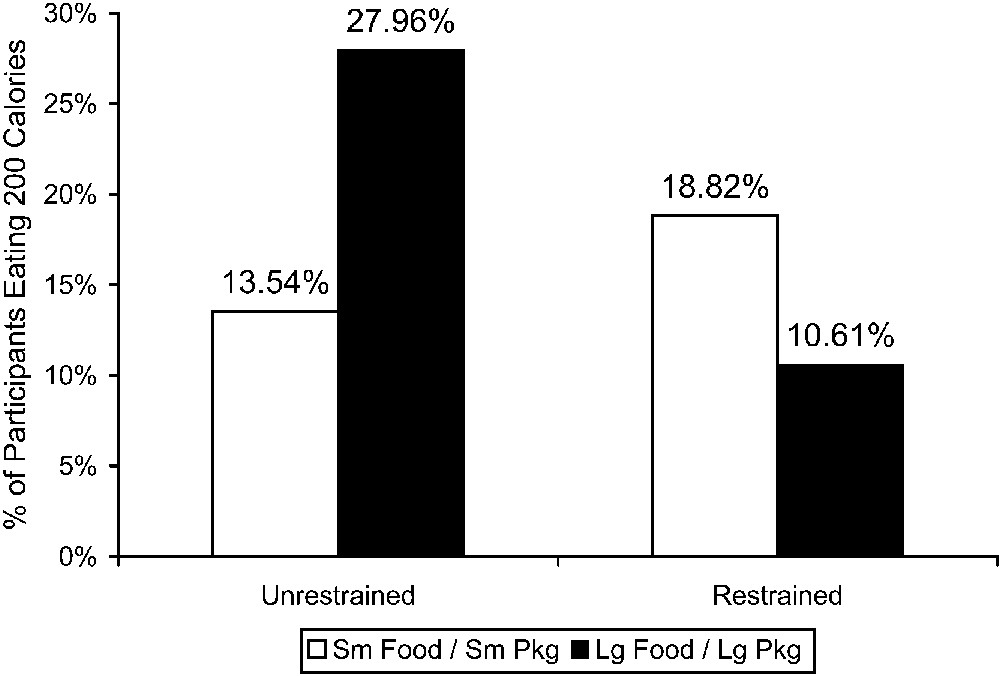 % of Participants Eating 200 Calories
30%
25%
20%
15%
10%
5%
0%
13.54%
27.96%
18.82%
10.61%
Unrestrained
Restrained
Sm Food / Sm Pkg
Lg Food / Lg Pkg